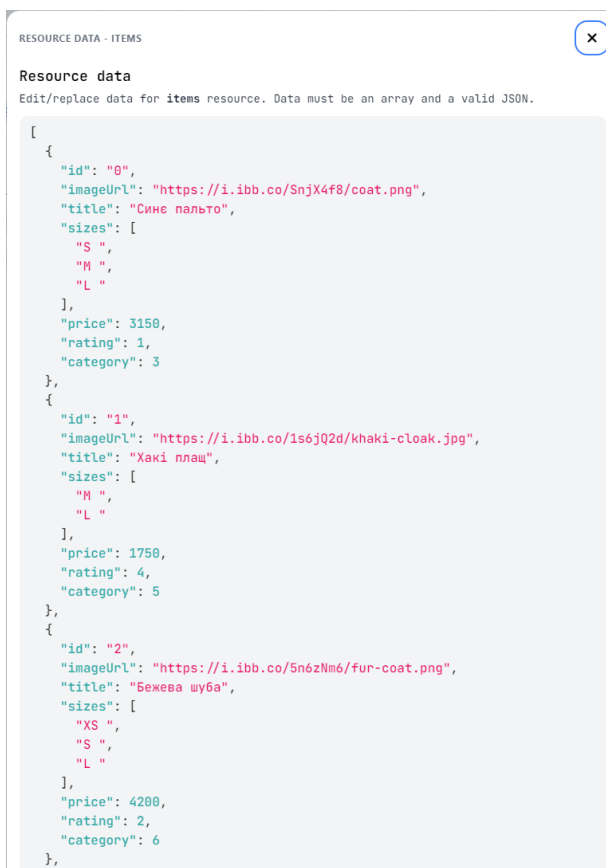 RESOURCE DATA - ITEMS
Resource data
Edit/replace data for items resource. Data must be an array and a valid JSON.
[
  {
    "id": "0",
    "imageUrl": "https://i.ibb.co/SnjX4f8/coat.png",
    "title": "Синє пальто",
    "sizes": [
      "S ",
      "M ",
      "L "
    ],
    "price": 3150,
    "rating": 1,
    "category": 3
  },
  {
    "id": "1",
    "imageUrl": "https://i.ibb.co/1s6jQ2d/khaki-cloak.jpg",
    "title": "Хакі плащ",
    "sizes": [
      "M ",
      "L "
    ],
    "price": 1750,
    "rating": 4,
    "category": 5
  },
  {
    "id": "2",
    "imageUrl": "https://i.ibb.co/5n6zNm6/fur-coat.png",
    "title": "Бежева шуба",
    "sizes": [
      "XS ",
      "S ",
      "L "
    ],
    "price": 4200,
    "rating": 2,
    "category": 6
  },